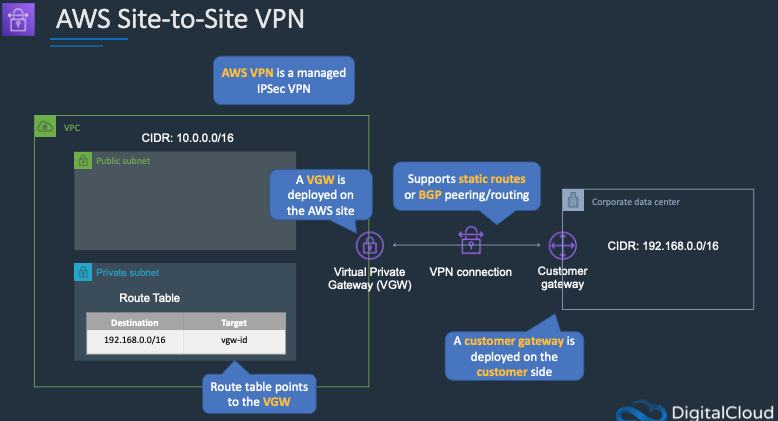 AWS Site-to-Site VPN
AWS VPN is a managed
IPSec VPN
VPC
CIDR: 10.0.0.0/16
Public subnet
A VGW is
deployed on
the AWS site
Supports static routes
or BGP peering/routing
Corporate data center
CIDR: 192.168.0.0/16
Virtual Private
Gateway (VGW)
VPN connection
Customer
gateway
Private subnet
Route Table
Destination Target
192.168.0.0/16 vgw-id
A customer gateway is
deployed on the
customer side
Route table points
to the VGW
DigitalCloud